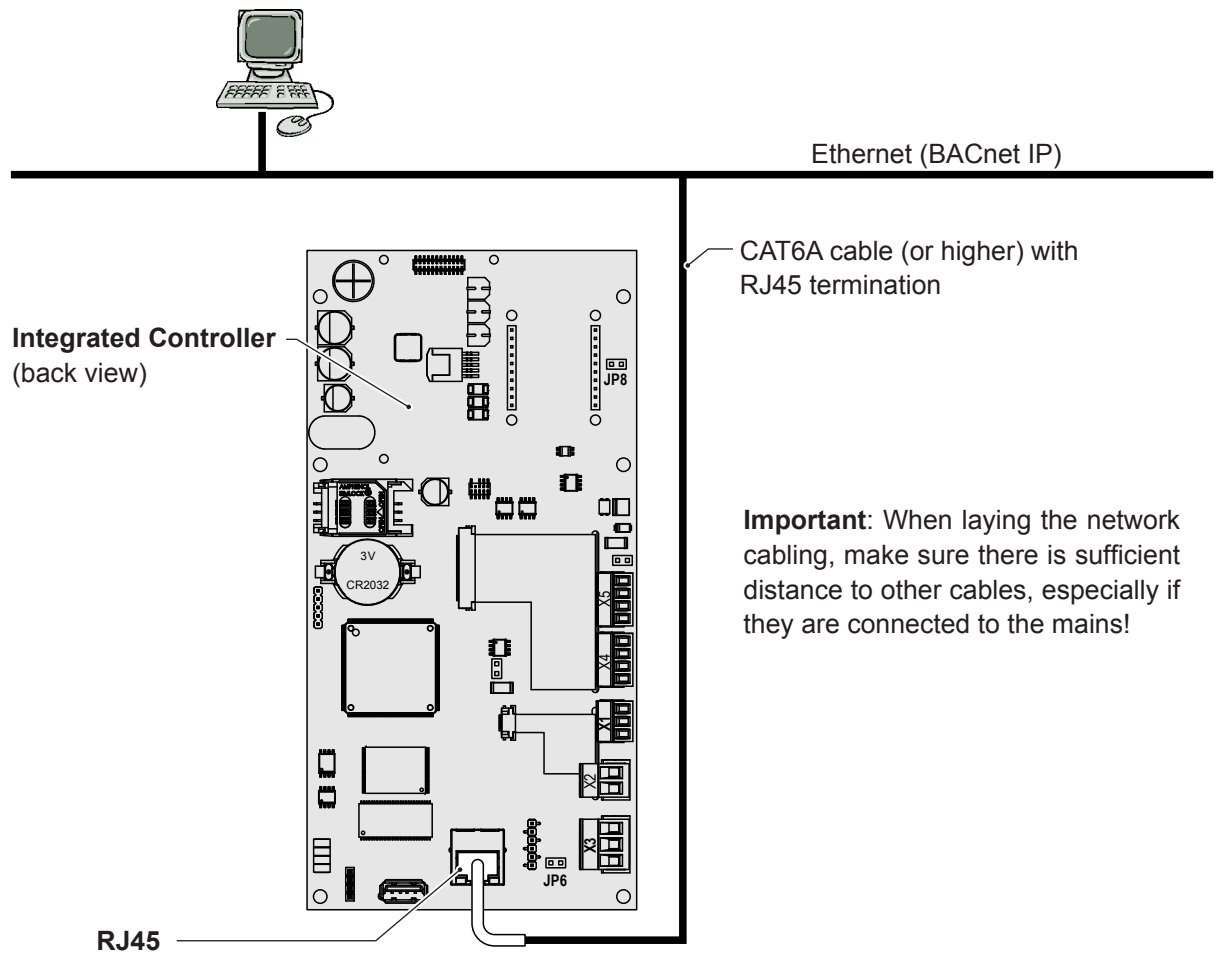 Ethernet (BACnet IP)
CAT6A cable (or higher) with
RJ45 termination
Integrated Controller
(back view)
JP8
Important: When laying the network
cabling, make sure there is sufficient
distance to other cables, especially if
they are connected to the mains!
3V
CR2032
X5
X4
X1
X2
X3
JP6
RJ45